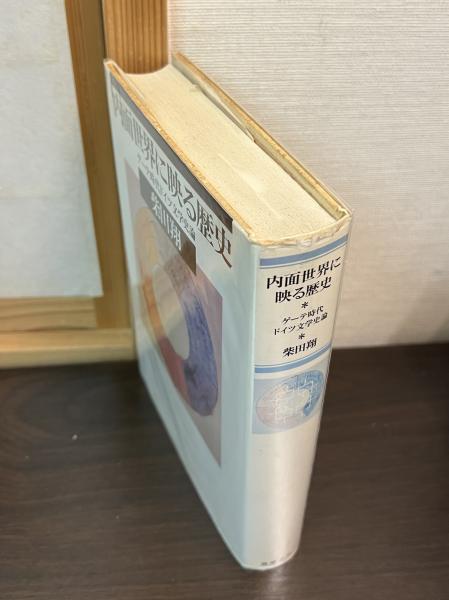 内面世界に映る歴史
ゲーテ時代ドイツ文学史論
柴田翔
内面世界に
映る歴史
*
ゲーテ時代
ドイツ文学史論
*
柴田翔